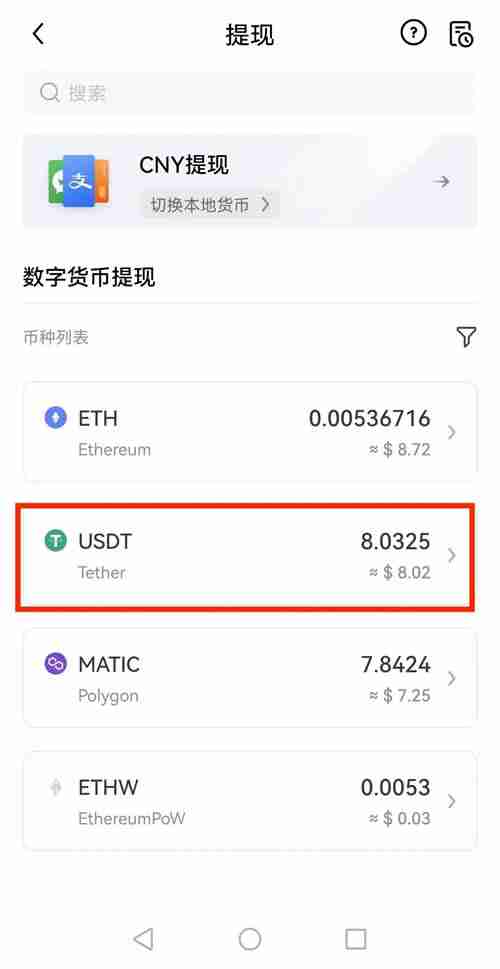 提现
搜索
CNY提现
切换本地货币
数字货币提现
币种列表
ETH 0.00536716
Ethereum ≈ $ 8.72
USDT 8.0325
Tether ≈ $ 8.02
MATIC 7.8424
Polygon ≈ $ 7.25
ETHW 0.0053
EthereumPoW ≈ $ 0.03